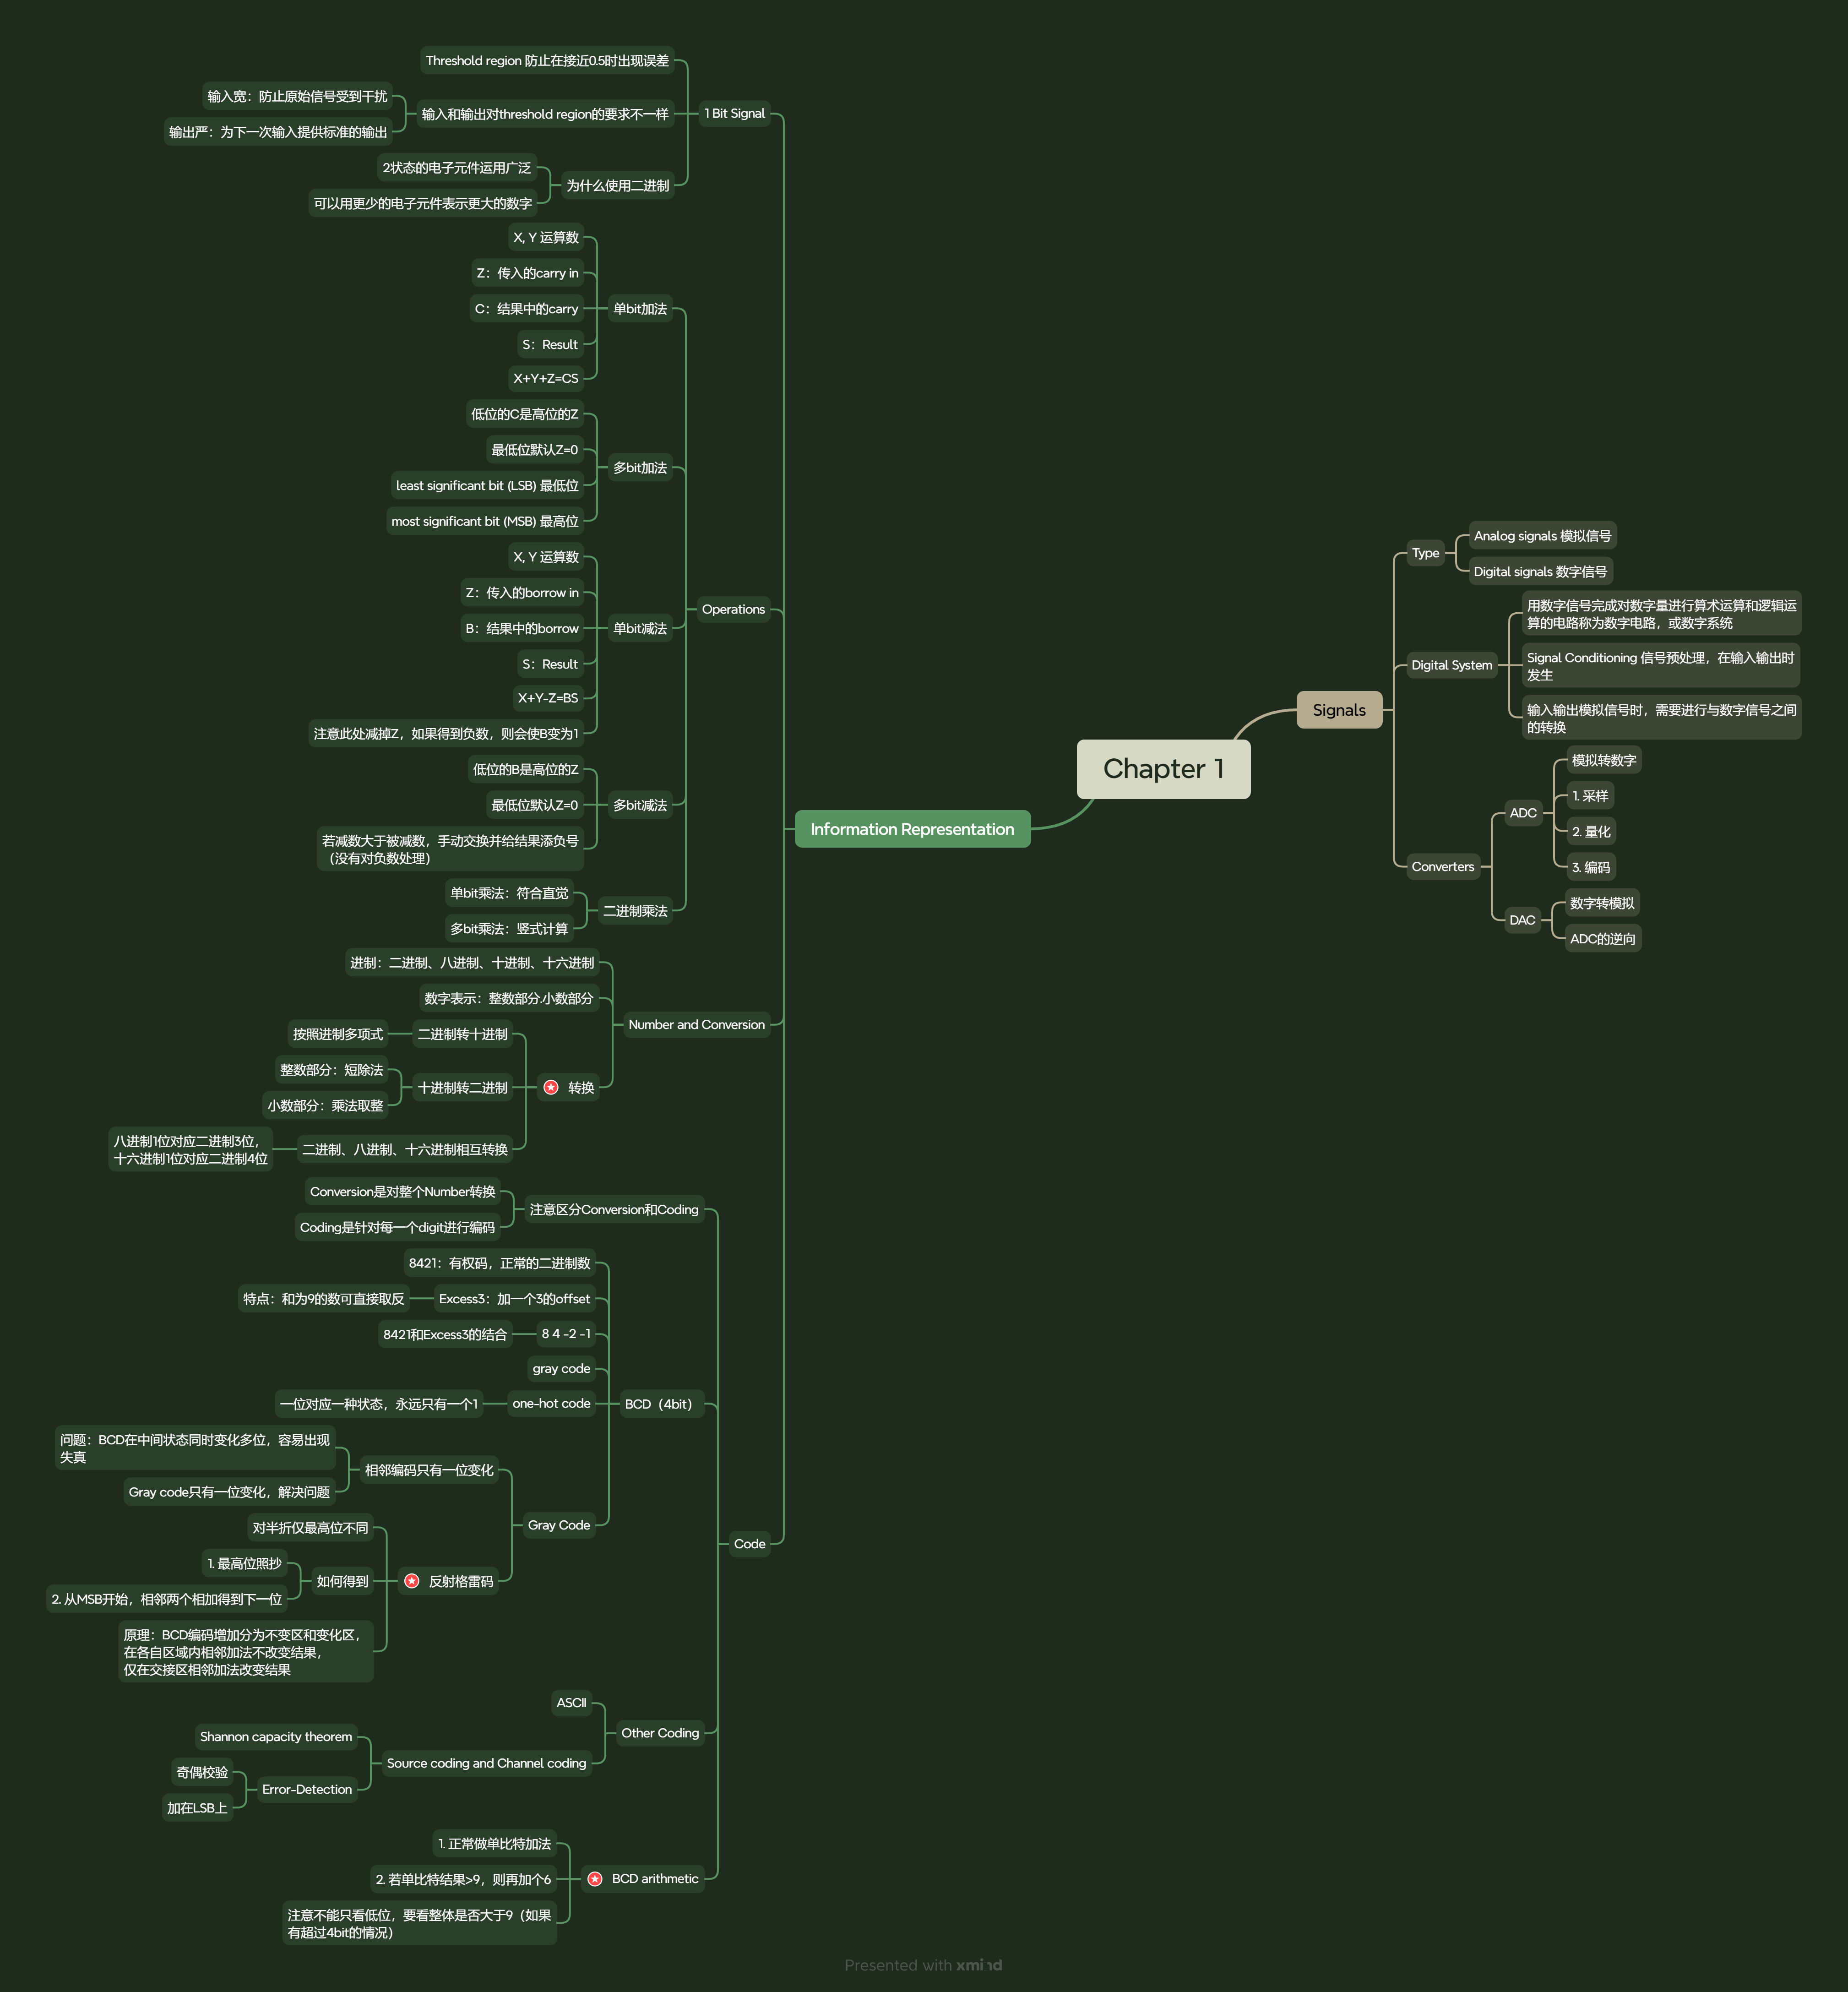 Chapter 1
Signals
Type
Analog signals 模拟信号
Digital signals 数字信号
Digital System
用数字信号完成对数字量进行算术运算和逻辑运
算的电路称为数字电路，或数字系统
Signal Conditioning 信号预处理，在输入输出时
发生
输入输出模拟信号时，需要进行与数字信号之间
的转换
Converters
ADC
模拟转数字
1. 采样
2. 量化
3. 编码
DAC
数字转模拟
ADC的逆向
Information Representation
1 Bit Signal
Threshold region 防止在接近0.5时出现误差
输入和输出对threshold region的要求不一样
输入宽：防止原始信号受到干扰
输出严：为下一次输入提供标准的输出
为什么使用二进制
2状态的电子元件运用广泛
可以用更少的电子元件表示更大的数字
Operations
单bit加法
X, Y 运算数
Z：传入的carry in
C：结果中的carry
S：Result
X+Y+Z=CS
多bit加法
低位的C是高位的Z
最低位默认Z=0
least significant bit (LSB) 最低位
most significant bit (MSB) 最高位
单bit减法
X, Y 运算数
Z：传入的borrow in
B：结果中的borrow
S：Result
X+Y-Z=BS
注意此处减掉Z，如果得到负数，则会使B变为1
多bit减法
低位的B是高位的Z
最低位默认Z=0
若减数大于被减数，手动交换并给结果添负号
（没有对负数处理）
二进制乘法
单bit乘法：符合直觉
多bit乘法：竖式计算
Number and Conversion
进制：二进制、八进制、十进制、十六进制
数字表示：整数部分.小数部分
转换
二进制转十进制
按照进制多项式
十进制转二进制
整数部分：短除法
小数部分：乘法取整
二进制、八进制、十六进制相互转换
八进制1位对应二进制3位，
十六进制1位对应二进制4位
Code
注意区分Conversion和Coding
Conversion是对整个Number转换
Coding是针对每一个digit进行编码
BCD（4bit）
8421：有权码，正常的二进制数
Excess3：加一个3的offset
特点：和为9的数可直接取反
8 4 -2 -1
8421和Excess3的结合
gray code
one-hot code
一位对应一种状态，永远只有一个1
Gray Code
相邻编码只有一位变化
问题：BCD在中间状态同时变化多位，容易出现
失真
Gray code只有一位变化，解决问题
反射格雷码
对半折仅最高位不同
如何得到
1. 最高位照抄
2. 从MSB开始，相邻两个相加得到下一位
原理：BCD编码增加分为不变区和变化区，
在各自区域内相邻加法不改变结果，
仅在交接区相邻加法改变结果
Other Coding
ASCII
Source coding and Channel coding
Shannon capacity theorem
Error-Detection
奇偶校验
加在LSB上
BCD arithmetic
1. 正常做单比特加法
2. 若单比特结果>9，则再加个6
注意不能只看低位，要看整体是否大于9（如果
有超过4bit的情况）
Presented with xmind